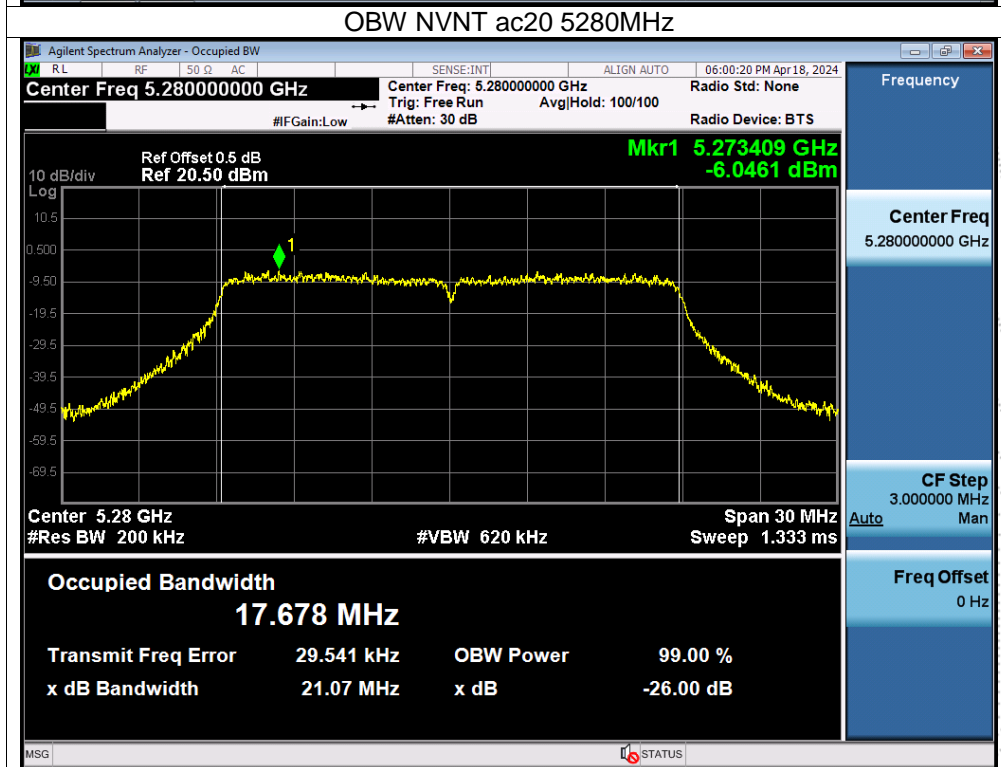 OBW NVNT ac20 5280MHz
Agilent Spectrum Analyzer - Occupied BW
LXI RL RF 50 Ω AC SENSE:INT ALIGN AUTO 06:00:20 PM Apr 18, 2024
Center Freq 5.280000000 GHz
Center Freq: 5.280000000 GHz Radio Std: None
Trig: Free Run Avg|Hold: 100/100
#IFGain:Low #Atten: 30 dB Radio Device: BTS
Frequency
Mkr1 5.273409 GHz
-6.0461 dBm
Ref Offset 0.5 dB
10 dB/div Ref 20.50 dBm
Log
10.5
0.500
-9.50
-19.5
-29.5
-39.5
-49.5
-59.5
-69.5
1
Center 5.28 GHz Span 30 MHz
#Res BW 200 kHz #VBW 620 kHz Sweep 1.333 ms
Center Freq
5.280000000 GHz
CF Step
3.000000 MHz
Auto Man
Freq Offset
0 Hz
Occupied Bandwidth
17.678 MHz
Transmit Freq Error 29.541 kHz OBW Power 99.00 %
x dB Bandwidth 21.07 MHz x dB -26.00 dB
MSG STATUS